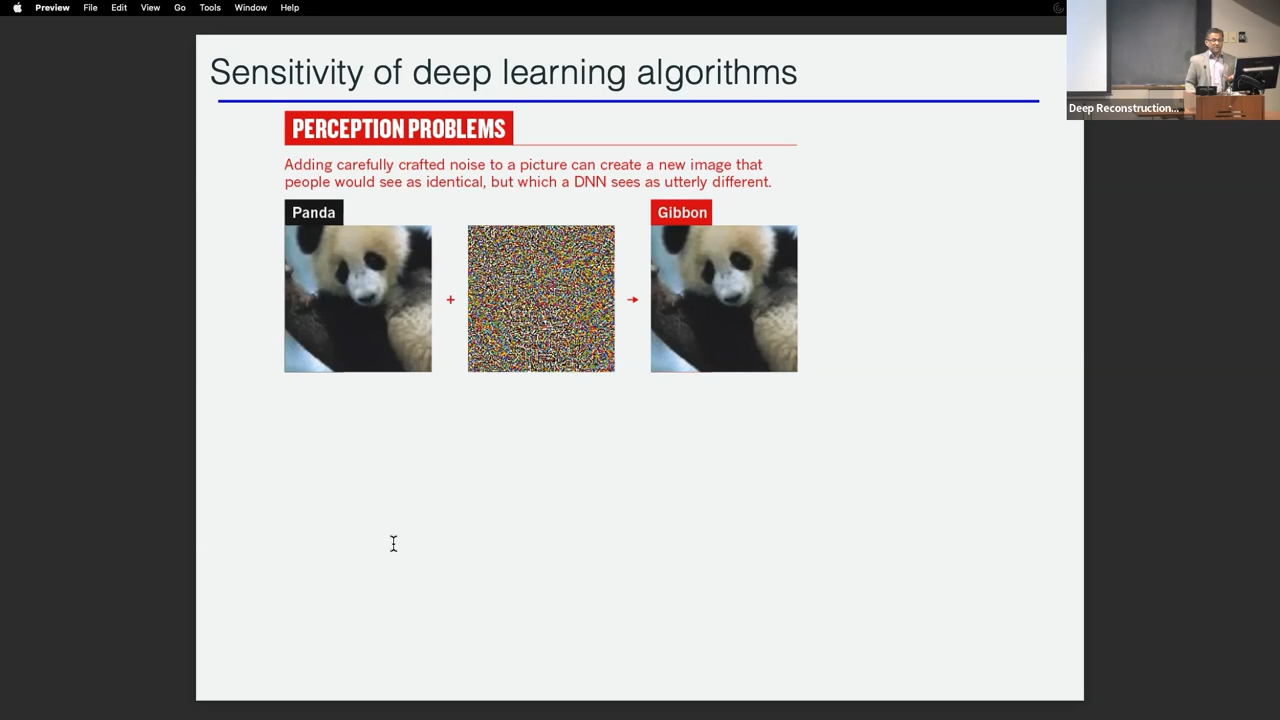 Preview File Edit View Go Tools Window Help
Sensitivity of deep learning algorithms
Deep Reconstruction...
PERCEPTION PROBLEMS
Adding carefully crafted noise to a picture can create a new image that
people would see as identical, but which a DNN sees as utterly different.
Panda
Gibbon
+
→